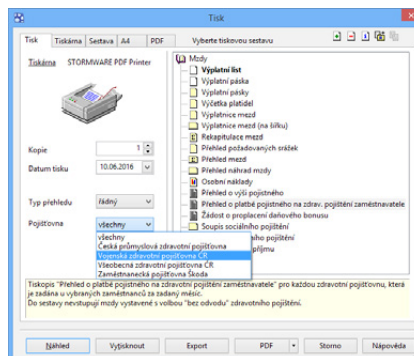 Tisk
Tisk Tiskárna Sestava A4 PDF
Vyberte tiskovou sestavu
Tiskárna STORMWARE PDF Printer
Kopie 1
Datum tisku 10.06.2016
Typ přehledu řádný
Pojišťovna všechny
všechny
Česká průmyslová zdravotní pojišťovna
Vojenská zdravotní pojišťovna ČR
Všeobecná zdravotní pojišťovna ČR
Zaměstnanecká pojišťovna Škoda
Mzdy
Výplatní list
Výplatní páska
Výplatní pásky
Výčetka platidel
Výplatnice mezd
Výplatnice mezd (na šířku)
Rekapitulace mezd
Přehled požadovaných srážek
Přehled mezd
Přehled náhrad mzdy
Osobní náklady
Přehled o výši pojistného
Přehled o platbě pojistného na zdrav. pojištění zaměstnavatele
Žádost o proplacení daňového bonusu
Soupis sociálního pojištění
ního pojištění
příjmu
Tiskopis "Přehled o platbě pojistného na zdravotní pojištění zaměstnavatele" pro každou zdravotní pojišťovnu, která
je zadána u vybraných zaměstnanců za zadaný měsíc.
Do sestavy nevstupují mzdy vystavené s volbou "bez odvodu" zdravotního pojištění.
Náhled Vytisknout Export PDF Storno Nápověda